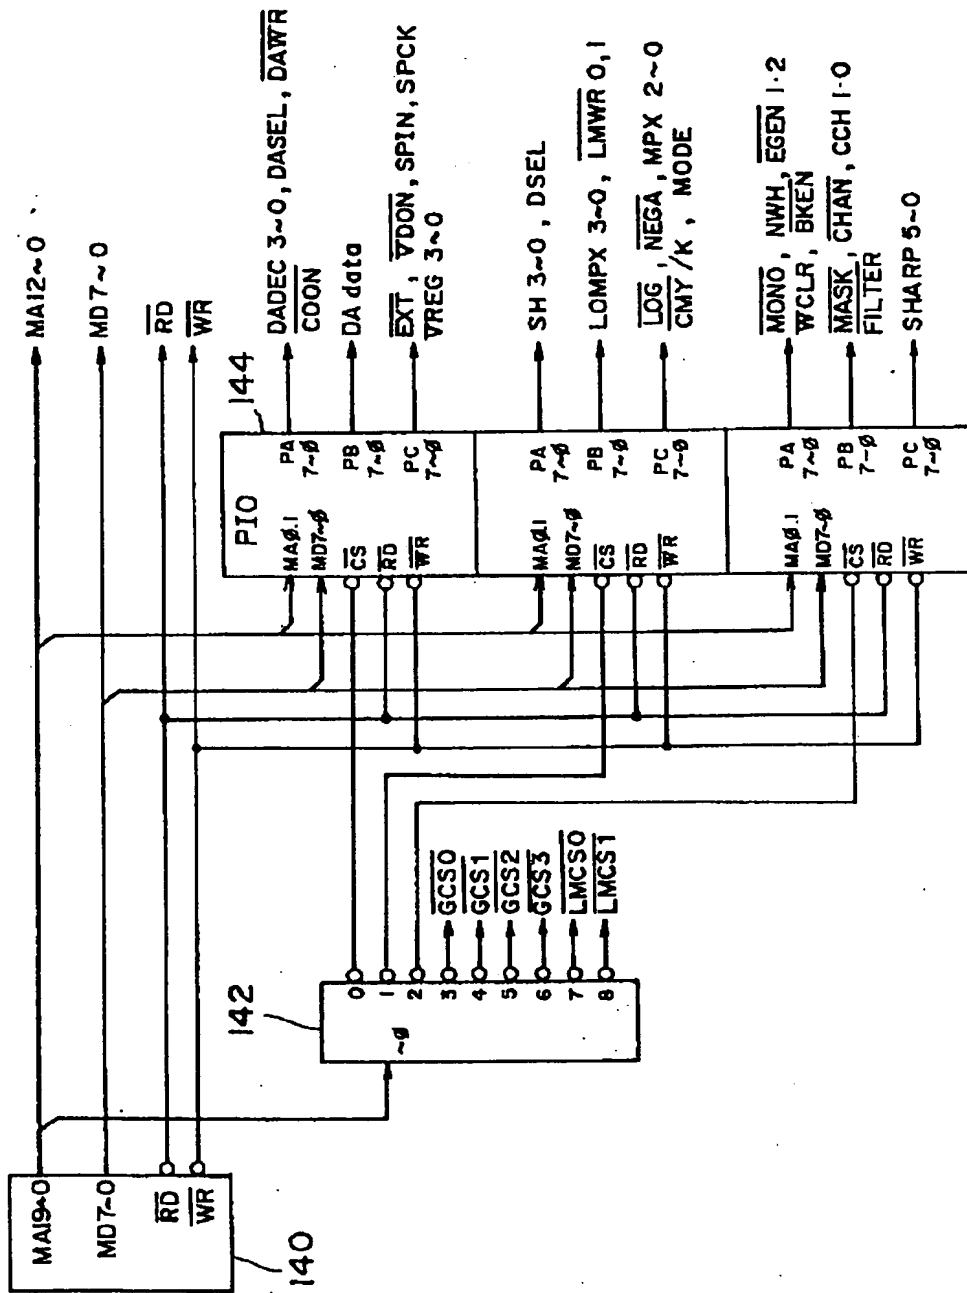 MA19~0
MD7~0
RD
WR
140
MA12~0
MD7~0
RD
WR
142
~ø
0
1
2
3
4
5
6
7
8
GCS0
GCS1
GCS2
GCS3
LMCS0
LMCS1
144
PIO
MAø.1
MD7~ø
CS
RD
WR
PA
7~ø
PB
7~ø
PC
7~ø
DADEC 3~0, DASEL, DAWR
CDON
DA data
EXT, VDON, SPIN, SPCK
VREG 3~0
MAø.1
MD7~ø
CS
RD
WR
PA
7~ø
PB
7~ø
PC
7~ø
SH 3~0, DSEL
LOMPX 3~0, LMWR 0,1
LOG, NEGA, MPX 2~0
CMY/K, MODE
MAø.1
MD7-ø
CS
RD
WR
PA
7~ø
PB
7-ø
PC
7~ø
MONO, NWH, EGEN 1·2
WCLR, BKEN
MASK, CHAN, CCH 1-0
FILTER
SHARP 5~0